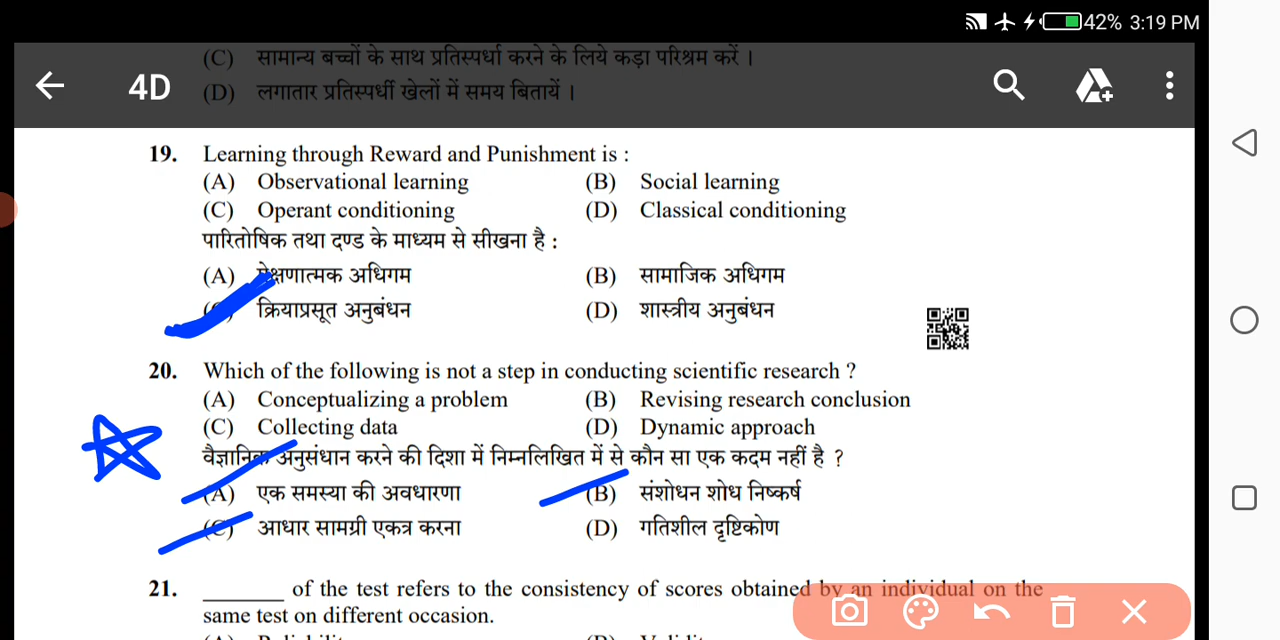 42% 3:19 PM
(C) सामान्य बच्चों के साथ प्रतिस्पर्धा करने के लिये कड़ा परिश्रम करें ।
4D
(D) लगातार प्रतिस्पर्धी खेलों में समय बितायें ।
19. Learning through Reward and Punishment is :
(A) Observational learning (B) Social learning
(C) Operant conditioning (D) Classical conditioning
पारितोषिक तथा दण्ड के माध्यम से सीखना है :
(A) प्रेक्षणात्मक अधिगम (B) सामाजिक अधिगम
(C) क्रियाप्रसूत अनुबंधन (D) शास्त्रीय अनुबंधन
20. Which of the following is not a step in conducting scientific research ?
(A) Conceptualizing a problem (B) Revising research conclusion
(C) Collecting data (D) Dynamic approach
वैज्ञानिक अनुसंधान करने की दिशा में निम्नलिखित में से कौन सा एक कदम नहीं है ?
(A) एक समस्या की अवधारणा (B) संशोधन शोध निष्कर्ष
(C) आधार सामग्री एकत्र करना (D) गतिशील दृष्टिकोण
21. ________ of the test refers to the consistency of scores obtained by an individual on the
same test on different occasion.